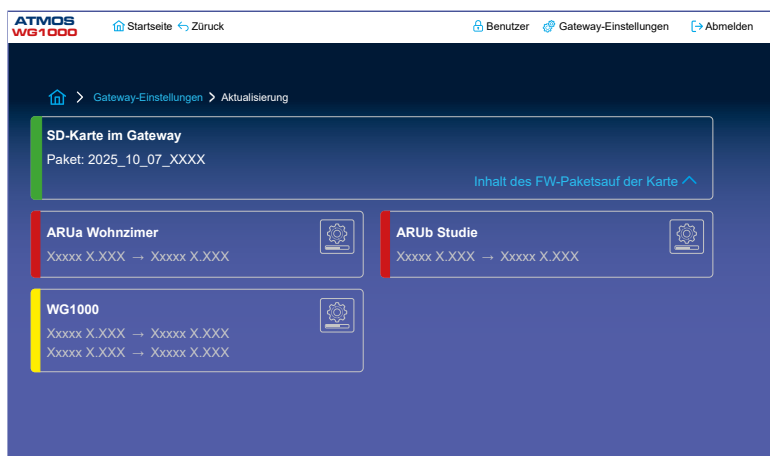 ATMOS
WG1000
Startseite Züruck
Benutzer Gateway-Einstellungen Abmelden
Gateway-Einstellungen Aktualisierung
SD-Karte im Gateway
Paket: 2025_10_07_XXXX
Inhalt des FW-Paketsauf der Karte
ARUa Wohnzimer
Xxxxx X.XXX → Xxxxx X.XXX
ARUb Studie
Xxxxx X.XXX → Xxxxx X.XXX
WG1000
Xxxxx X.XXX → Xxxxx X.XXX
Xxxxx X.XXX → Xxxxx X.XXX